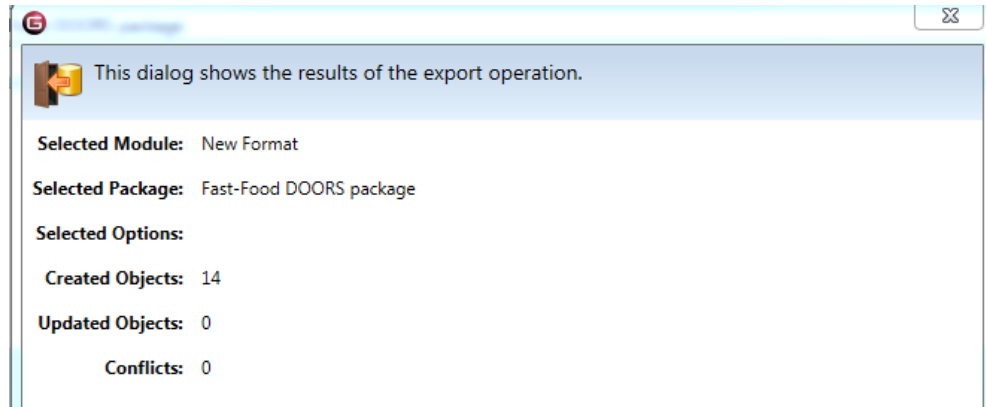 This dialog shows the results of the export operation.
Selected Module: New Format
Selected Package: Fast-Food DOORS package
Selected Options:
Created Objects: 14
Updated Objects: 0
Conflicts: 0